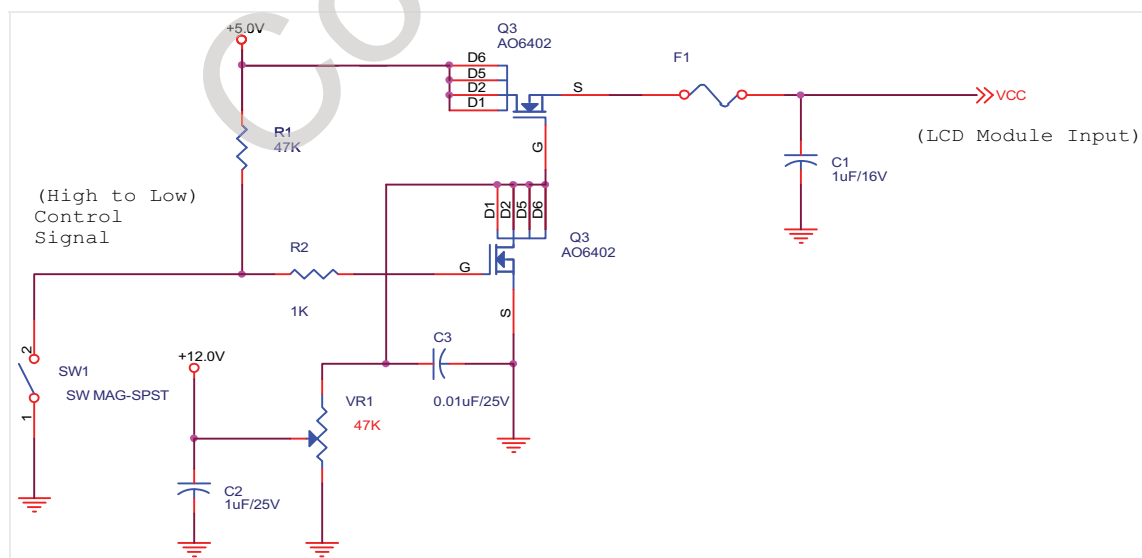 Co
+5.0V
Q3
AO6402
D6
D5
D2
D1
S
G
F1
VCC
(LCD Module Input)
R1
47K
C1
1uF/16V
(High to Low)
Control
Signal
D1
D2
D5
D6
Q3
AO6402
R2
1K
G
S
C3
0.01uF/25V
+12.0V
2
SW1
SW MAG-SPST
1
VR1
47K
C2
1uF/25V